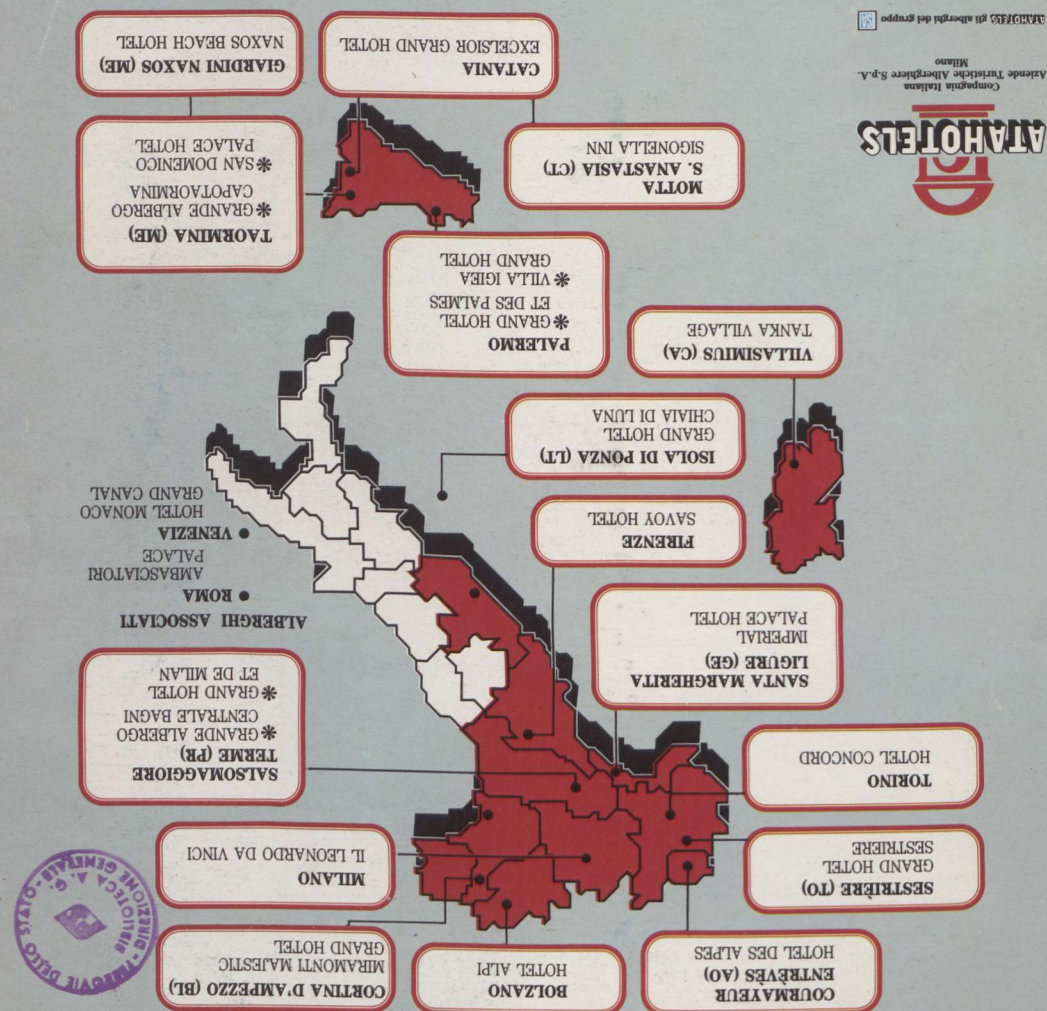 COURMAYEUR
ENTRÈVES (AO)
HOTEL DES ALPES
BOLZANO
HOTEL ALPI
CORTINA D'AMPEZZO (BL)
MIRAMONTI MAJESTIC
GRAND HOTEL
SESTRIÈRE (TO)
GRAND HOTEL
SESTRIERE
MILANO
IL LEONARDO DA VINCI
FERROVIE DELLO STATO - DIREZIONE GENERALE -
BIBLIOTECA A. G.
TORINO
HOTEL CONCORD
SALSOMAGGIORE
TERME (PR)
✻GRANDE ALBERGO
CENTRALE BAGNI
✻GRAND HOTEL
ET DE MILAN
SANTA MARGHERITA
LIGURE (GE)
IMPERIAL
PALACE HOTEL
ALBERGHI ASSOCIATI
● ROMA
AMBASCIATORI
PALACE
● VENEZIA
HOTEL MONACO
GRAND CANAL
FIRENZE
SAVOY HOTEL
ISOLA DI PONZA (LT)
GRAND HOTEL
CHIAIA DI LUNA
VILLASIMIUS (CA)
TANKA VILLAGE
PALERMO
✻GRAND HOTEL
ET DES PALMES
✻VILLA IGIEA
GRAND HOTEL
TAORMINA (ME)
✻GRANDE ALBERGO
CAPOTAORMINA
✻SAN DOMENICO
PALACE HOTEL
MOTTA
S. ANASTASIA (CT)
SIGONELLA INN
CATANIA
EXCELSIOR GRAND HOTEL
GIARDINI NAXOS (ME)
NAXOS BEACH HOTEL
ATAHOTELS
Compagnia Italiana
Aziende Turistiche Alberghiere S.p.A.
Milano
ATAHOTELS gli alberghi del gruppo